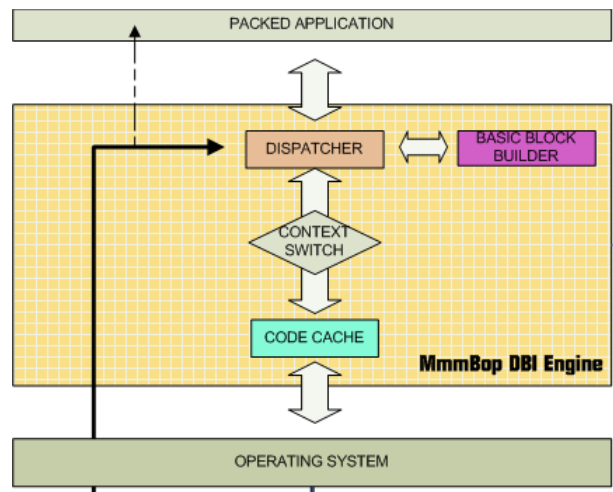 PACKED APPLICATION
DISPATCHER
BASIC BLOCK
BUILDER
CONTEXT
SWITCH
CODE CACHE
MmmBop DBI Engine
OPERATING SYSTEM